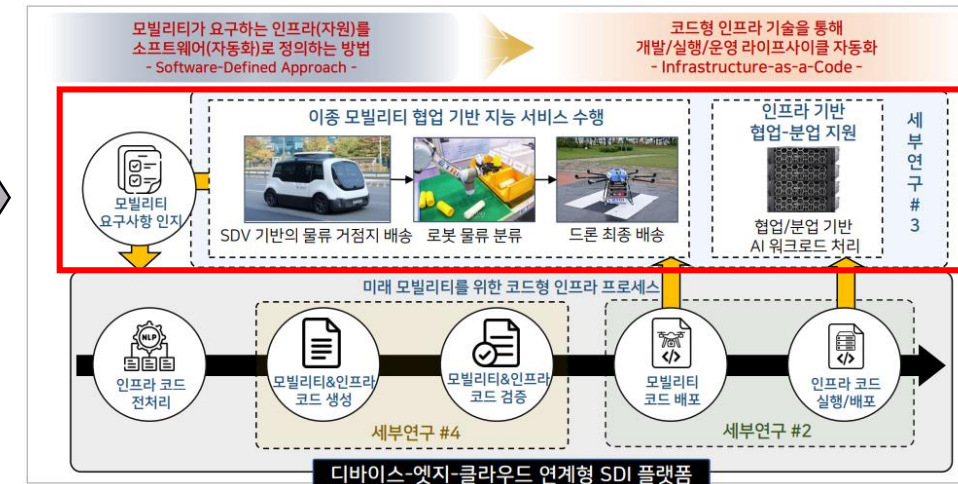 모빌리티가 요구하는 인프라(자원)를
소프트웨어(자동화)로 정의하는 방법
- Software-Defined Approach -
코드형 인프라 기술을 통해
개발/실행/운영 라이프사이클 자동화
- Infrastructure-as-a-Code -
모빌리티
요구사항 인지
이종 모빌리티 협업 기반 지능 서비스 수행
SDV 기반의 물류 거점지 배송
로봇 물류 분류
드론 최종 배송
인프라 기반
협업-분업 지원
협업/분업 기반
AI 워크로드 처리
세
부
연
구
#
3
미래 모빌리티를 위한 코드형 인프라 프로세스
NLP
인프라 코드
전처리
모빌리티&인프라
코드 생성
모빌리티&인프라
코드 검증
세부연구 #4
</>
모빌리티
코드 배포
</>
인프라 코드
실행/배포
세부연구 #2
디바이스-엣지-클라우드 연계형 SDI 플랫폼